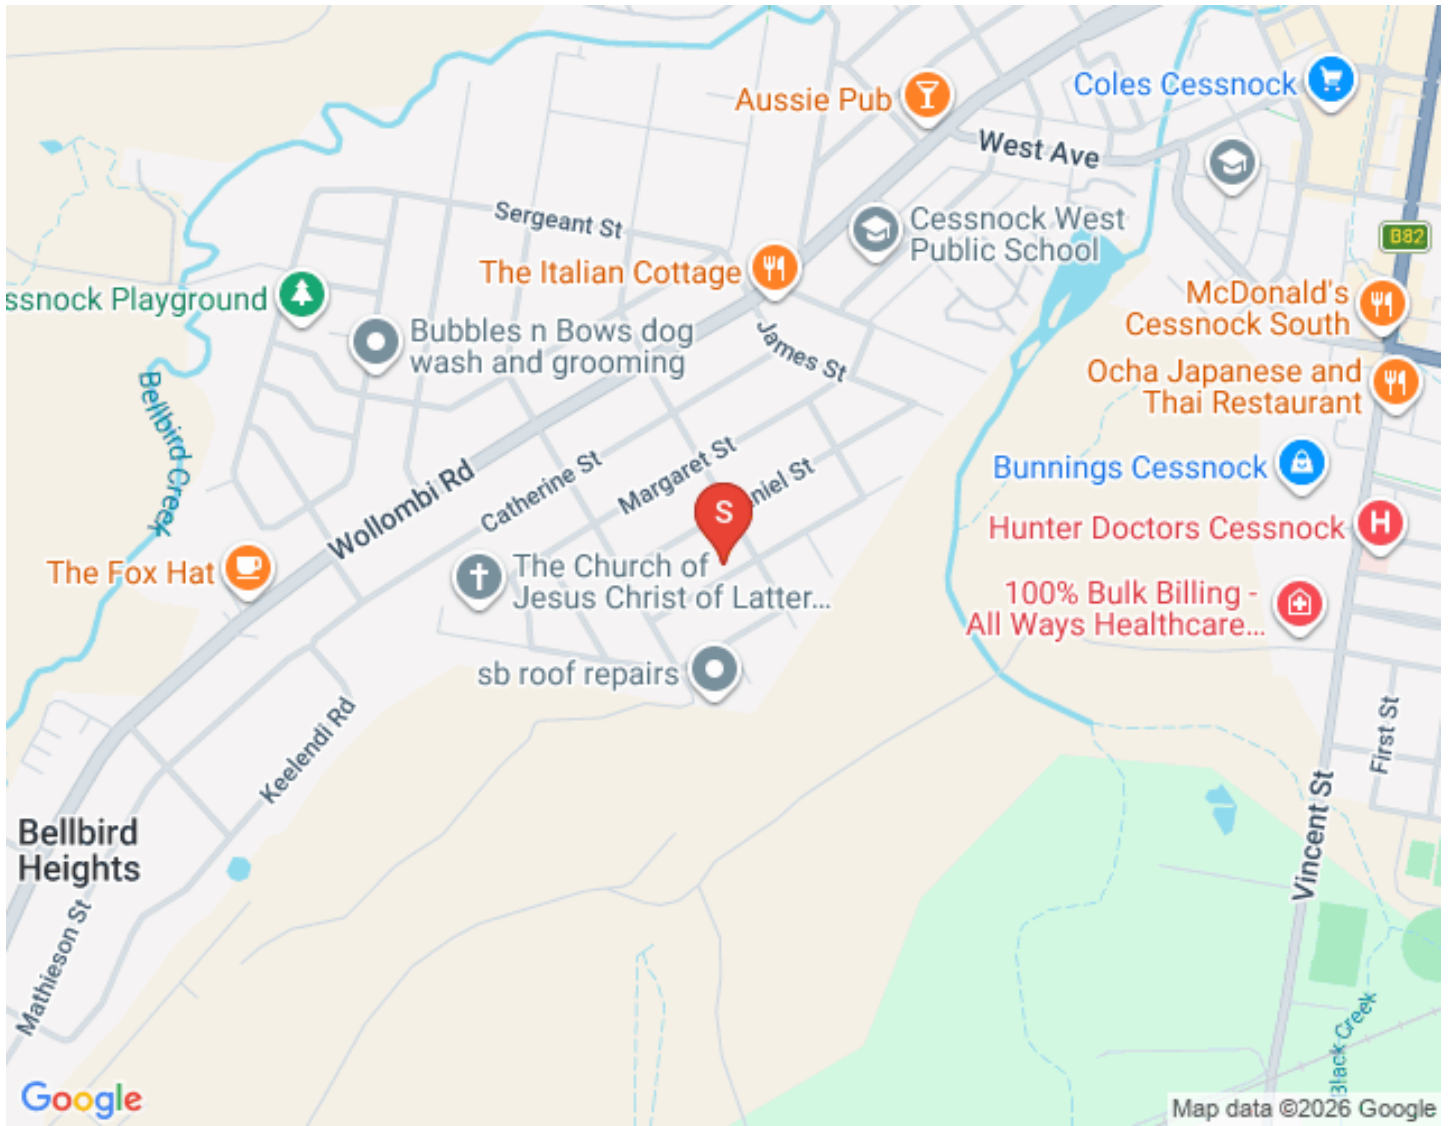 Aussie Pub
Coles Cessnock
West Ave
Sergeant St
Cessnock West
Public School
B82
The Italian Cottage
ssnock Playground
McDonald's
Cessnock South
Bubbles n Bows dog
wash and grooming
James St
Ocha Japanese and
Thai Restaurant
Bellbird Creek
Wollombi Rd
Catherine St
Margaret St
niel St
S
Bunnings Cessnock
Hunter Doctors Cessnock
The Fox Hat
The Church of
Jesus Christ of Latter...
100% Bulk Billing -
All Ways Healthcare...
sb roof repairs
Keelendi Rd
First St
Vincent St
Bellbird
Heights
Mathieson St
Black Creek
Google
Map data ©2026 Google
H